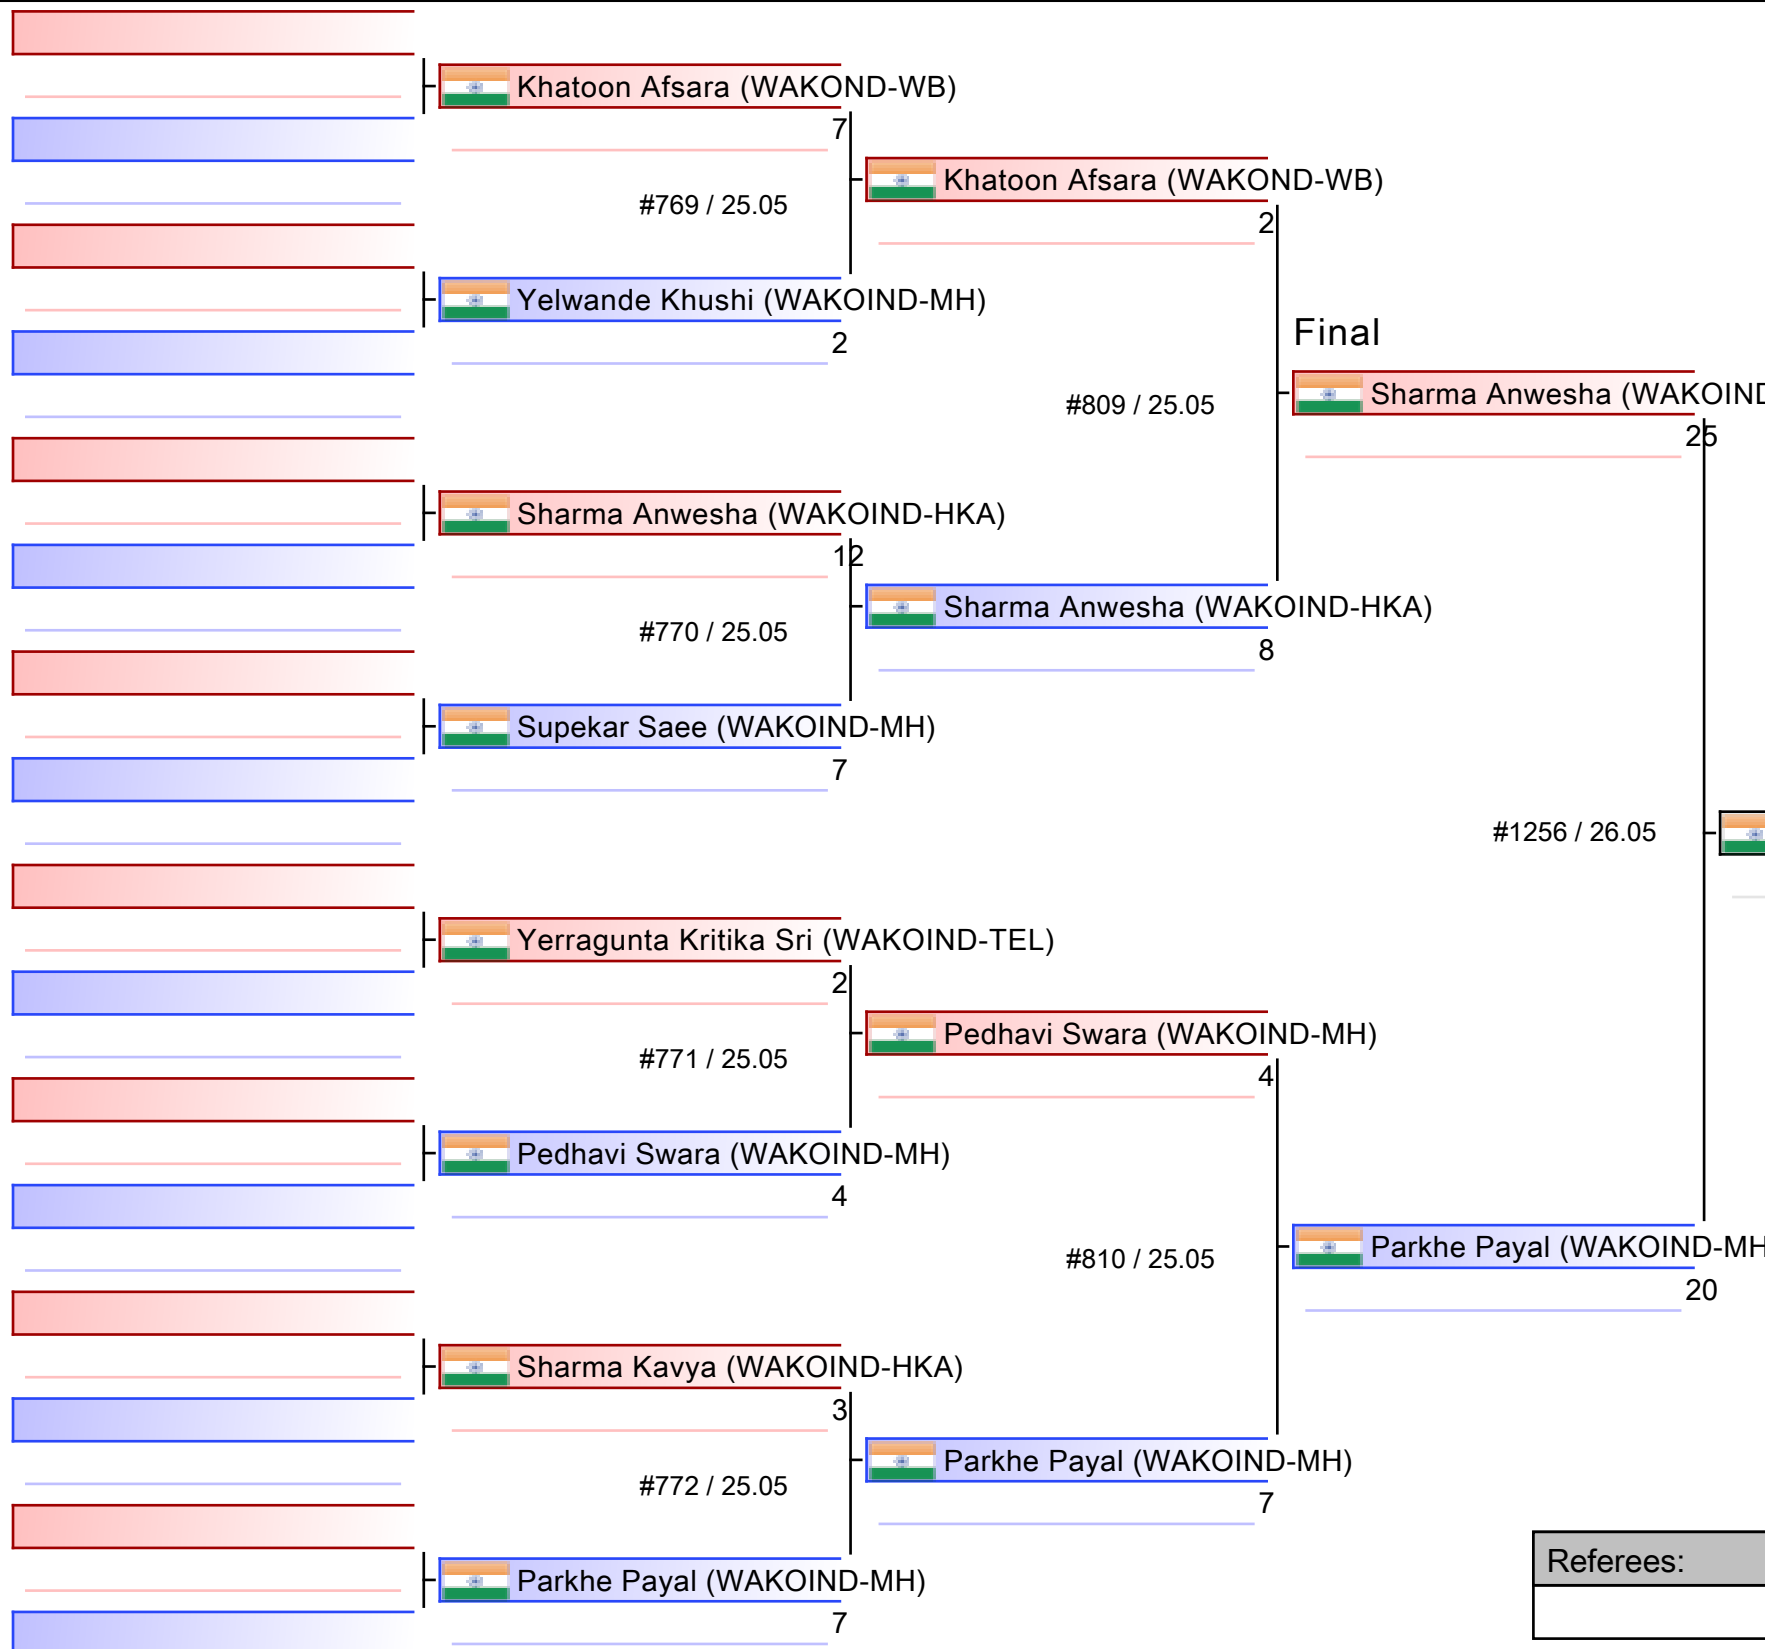 Khatoon Afsara (WAKOND-WB)
7
Khatoon Afsara (WAKOND-WB)
#769 / 25.05
2
Yelwande Khushi (WAKOIND-MH)
Final
2
Sharma Anwesha (WAKOIND
#809 / 25.05
25
Sharma Anwesha (WAKOIND-HKA)
12
Sharma Anwesha (WAKOIND-HKA)
#770 / 25.05
8
Supekar Saee (WAKOIND-MH)
7
#1256 / 26.05
Yerragunta Kritika Sri (WAKOIND-TEL)
2
Pedhavi Swara (WAKOIND-MH)
#771 / 25.05
4
Pedhavi Swara (WAKOIND-MH)
4
Parkhe Payal (WAKOIND-MH
#810 / 25.05
20
Sharma Kavya (WAKOIND-HKA)
3
Parkhe Payal (WAKOIND-MH)
#772 / 25.05
7
Referees:
Parkhe Payal (WAKOIND-MH)
7